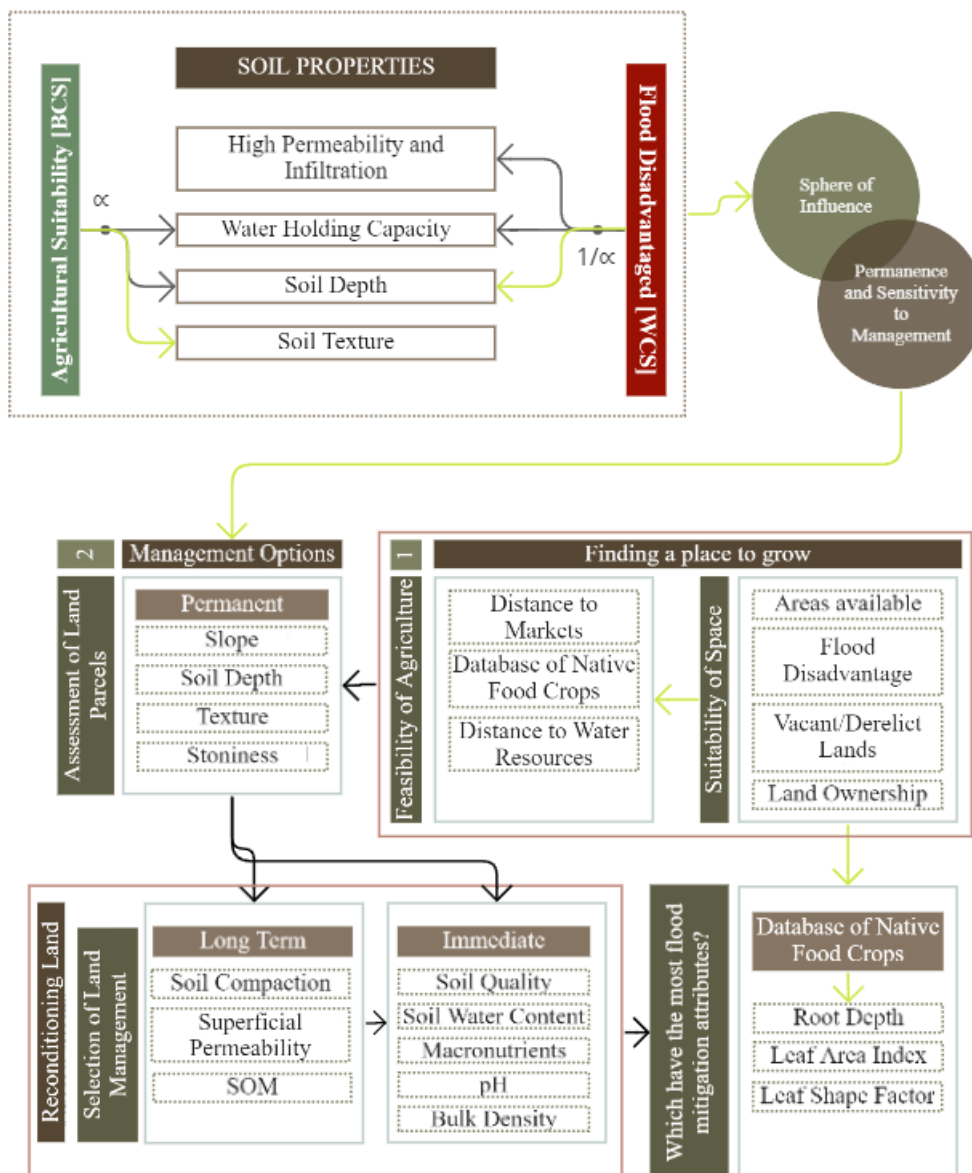 SOIL PROPERTIES
Agricultural Suitability [BCS]
∝
High Permeability and
Infiltration
Water Holding Capacity
Soil Depth
Soil Texture
1/∝
Flood Disadvantaged [WCS]
Sphere of
Influence
Permanence
and Sensitivity
to
Management
2
Management Options
Assessment of Land
Parcels
Permanent
Slope
Soil Depth
Texture
Stoniness
1
Finding a place to grow
Feasibility of Agriculture
Distance to
Markets
Database of Native
Food Crops
Distance to Water
Resources
Suitability of Space
Areas available
Flood
Disadvantage
Vacant/Derelict
Lands
Land Ownership
Reconditioning Land
Selection of Land
Management
Long Term
Soil Compaction
Superficial
Permeability
SOM
Immediate
Soil Quality
Soil Water Content
Macronutrients
pH
Bulk Density
Which have the most flood
mitigation attributes?
Database of Native
Food Crops
Root Depth
Leaf Area Index
Leaf Shape Factor